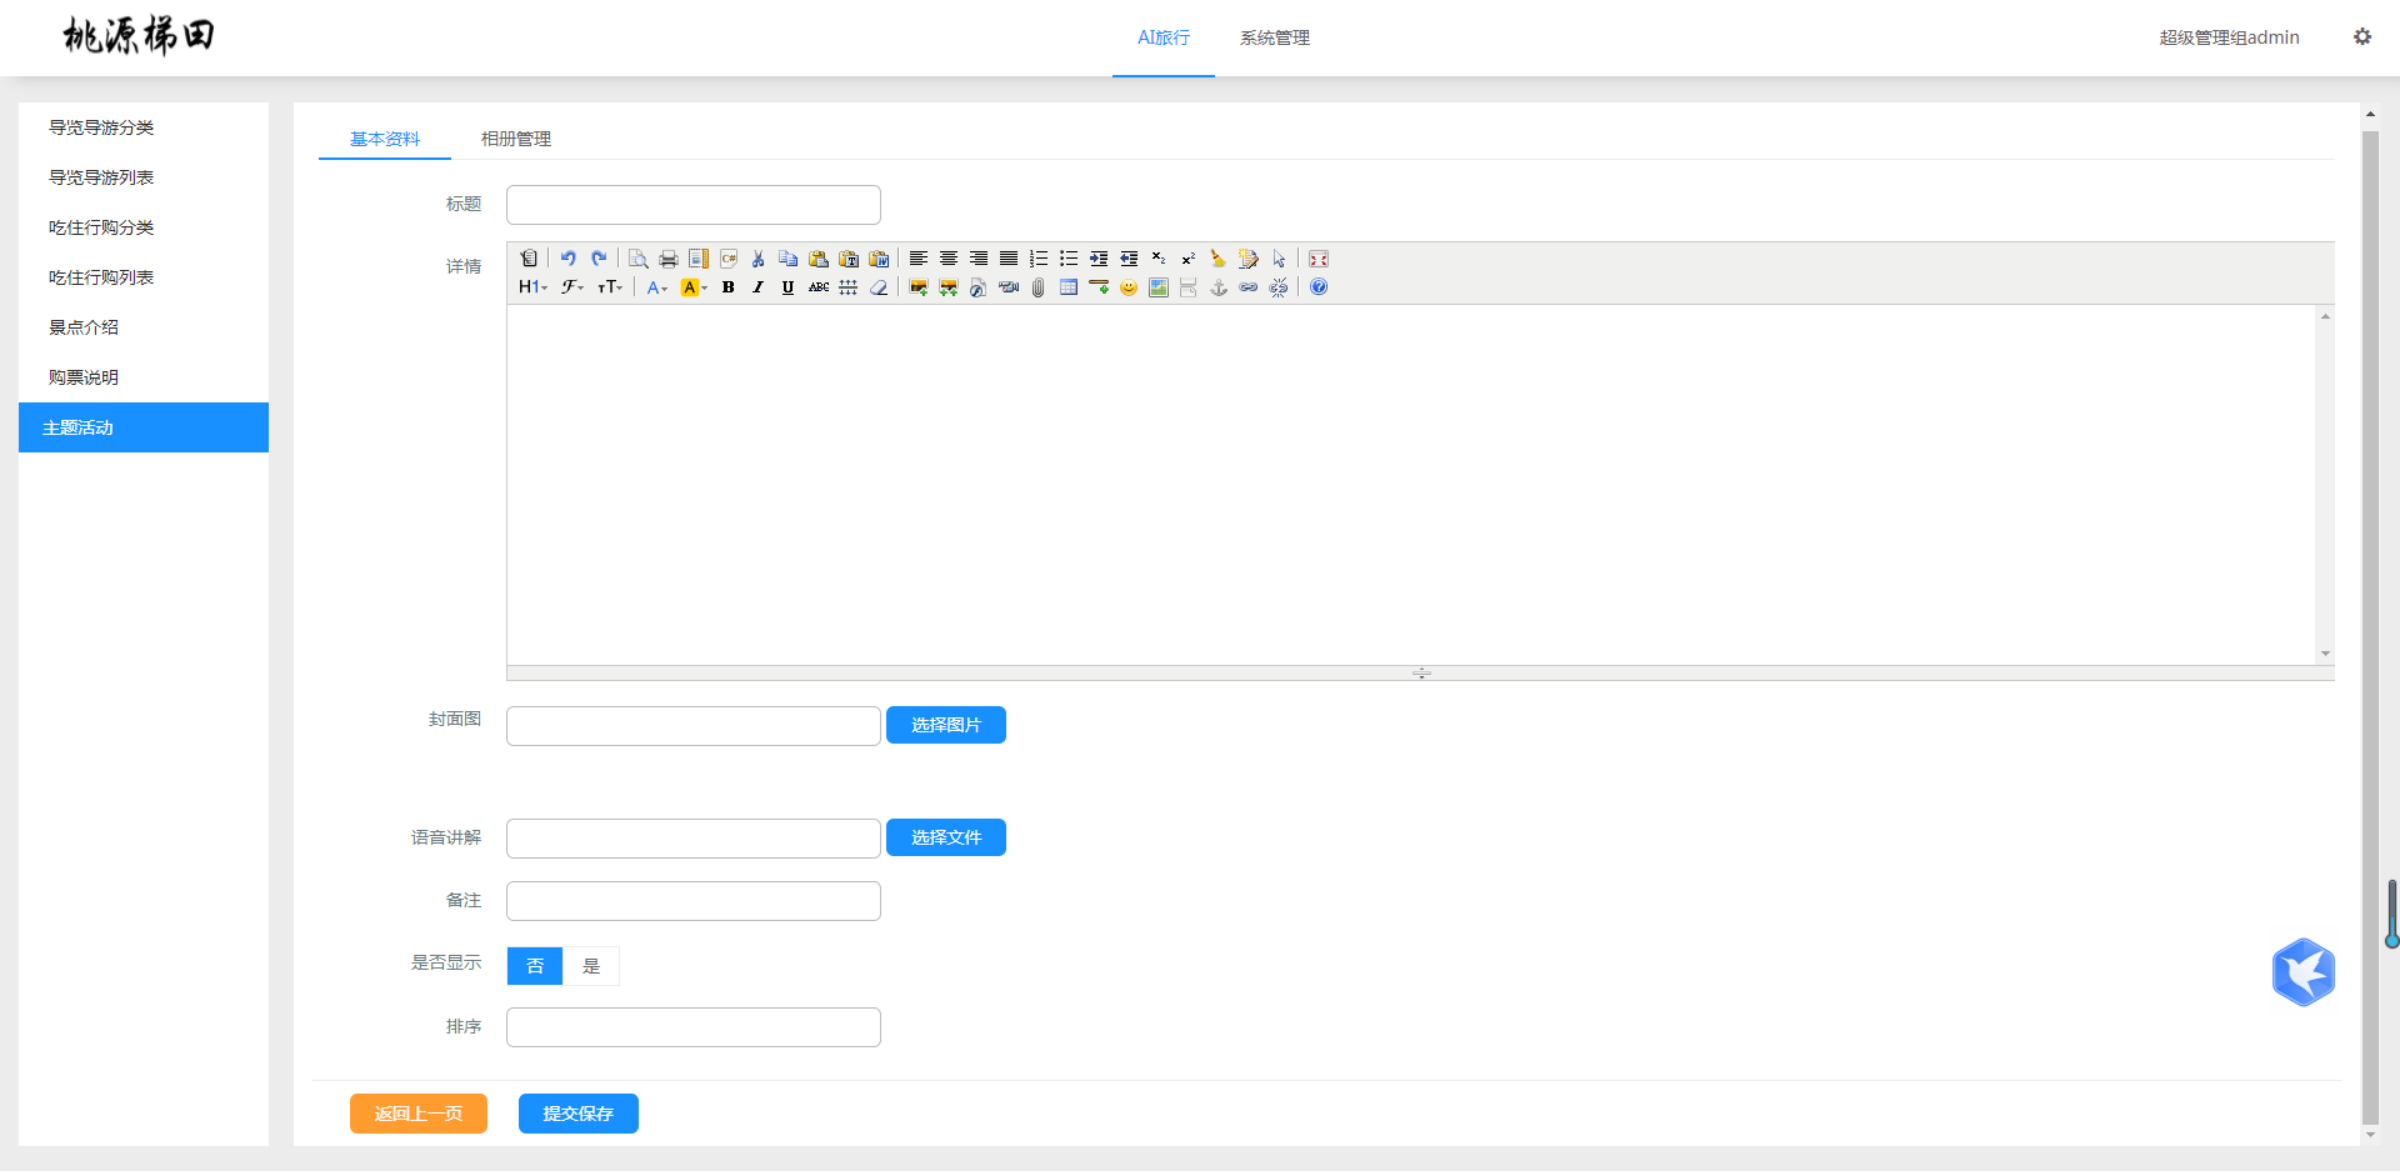 桃源梯田
AI旅行 系统管理
超级管理组admin
导览导游分类
导览导游列表
吃住行购分类
吃住行购列表
景点介绍
购票说明
主题活动
基本资料 相册管理
标题
详情
H1 F TT A A B I U ABC
封面图 选择图片
语音讲解 选择文件
备注
是否显示 否 是
排序
返回上一页 提交保存